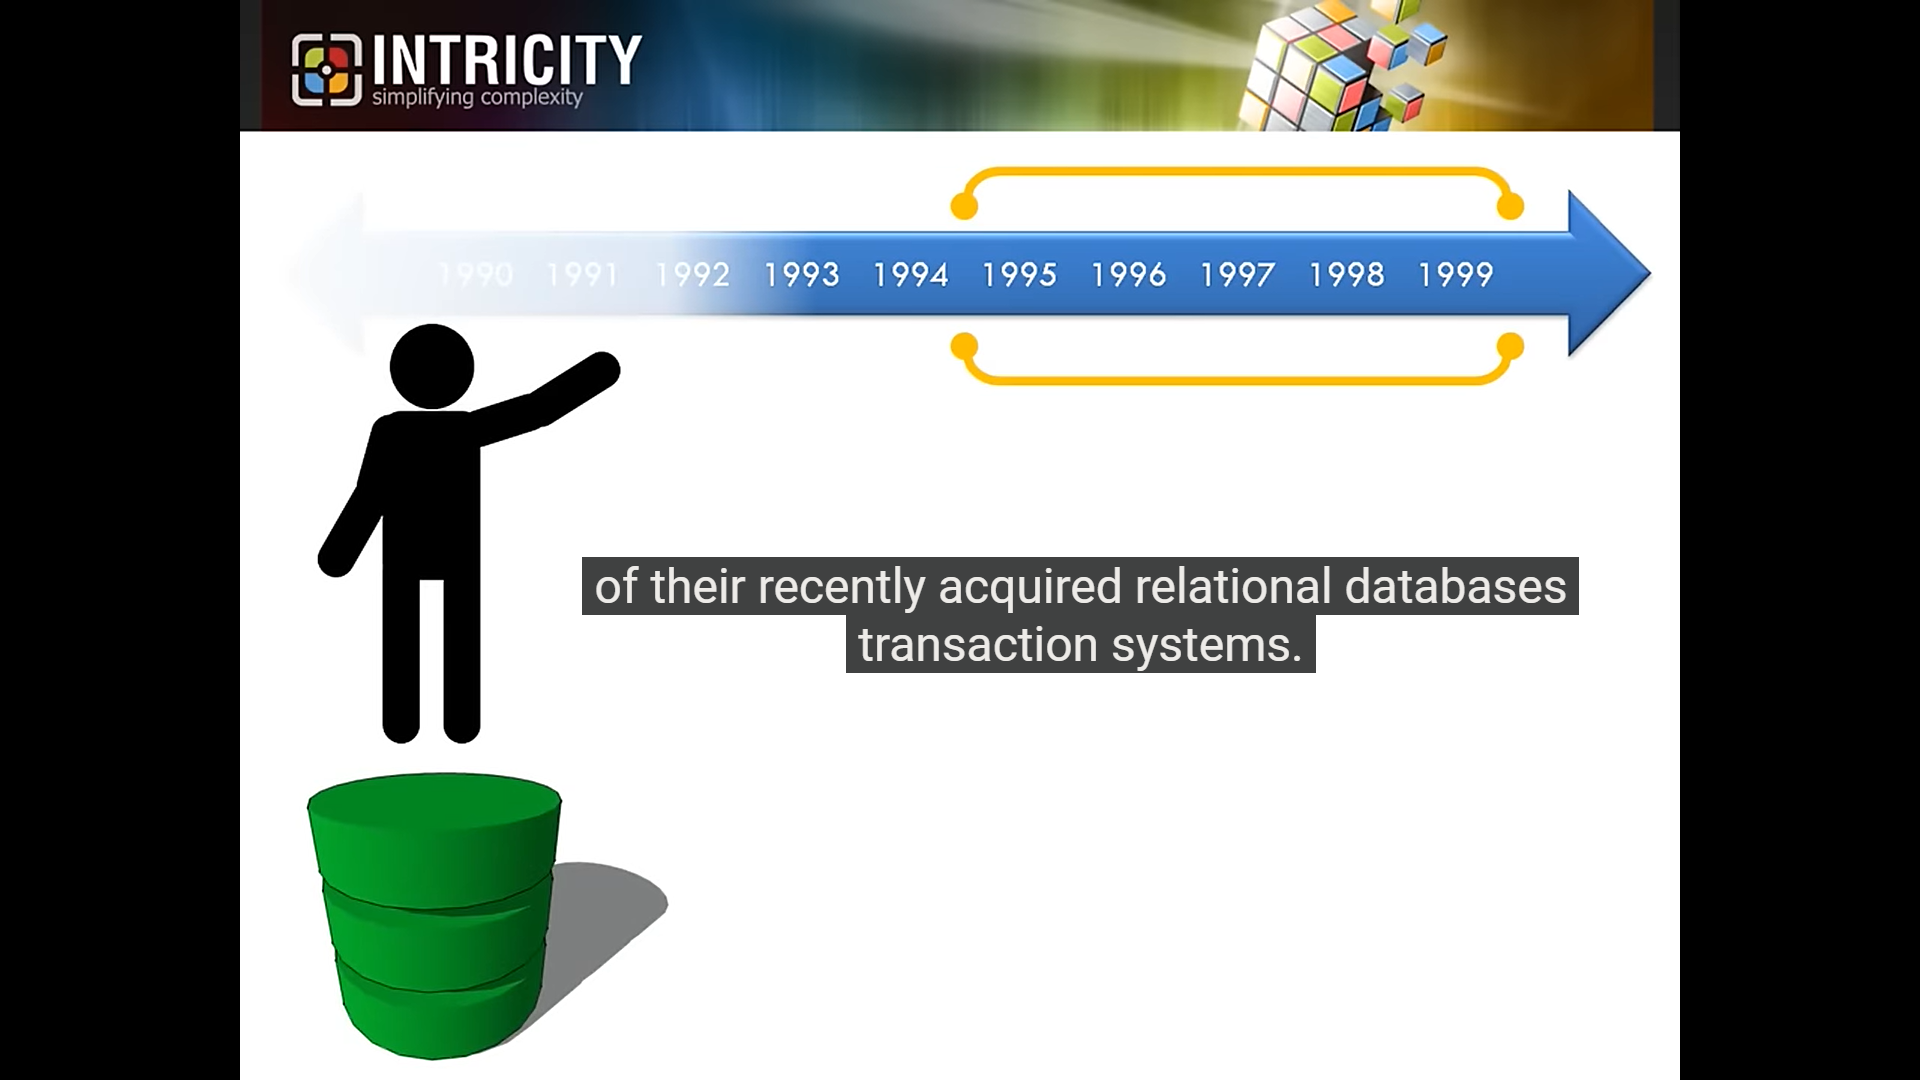 INTRICITY
simplifying complexity
1990 1991 1992 1993 1994 1995 1996 1997 1998 1999
of their recently acquired relational databases
transaction systems.